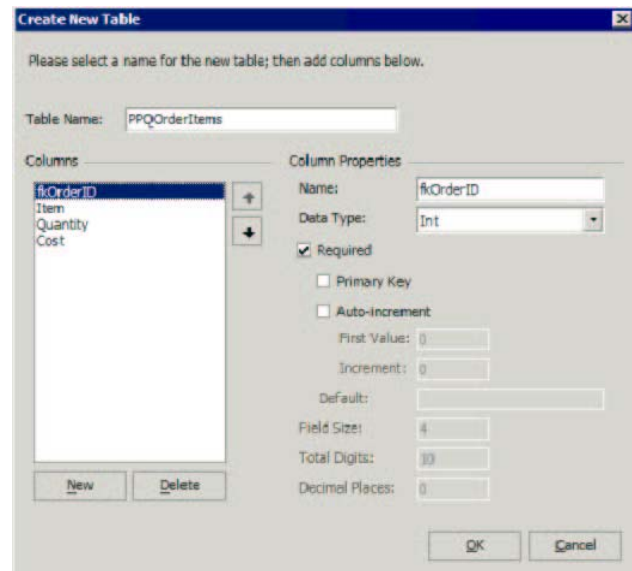 Create New Table
Please select a name for the new table; then add columns below.
Table Name: PPQOrderItems
Columns
fkOrderID
Item
Quantity
Cost
New Delete
Column Properties
Name: fkOrderID
Data Type: Int
Required
Primary Key
Auto-increment
First Value: 0
Increment: 0
Default:
Field Size: 4
Total Digits: 10
Decimal Places: 0
OK Cancel